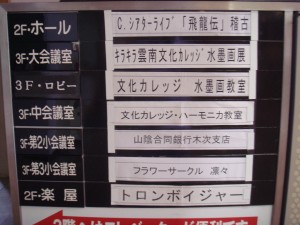 2F・ホール C.シアターライブ「飛龍伝」稽古
3F・大会議室 キラキラ雲南文化カレッジ水墨画展
3F・ロビー 文化カレッジ 水墨画教室
3F・中会議室 文化カレッジ・ハーモニカ教室
3F・第2小会議室 山陰合同銀行木次支店
3F・第3小会議室 フラワーサークル 凛々
2F・楽屋 トロンボイジャー